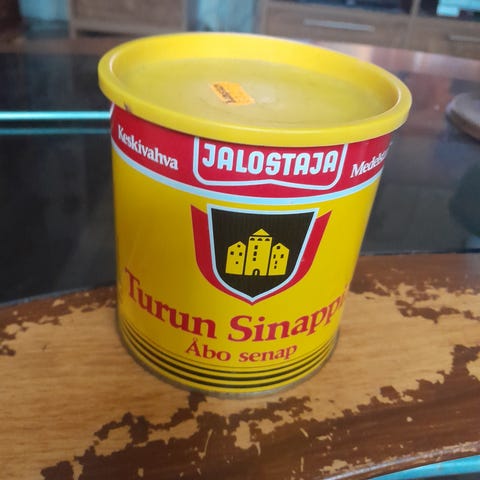 Keskivahva
JALOSTAJA
Turun Sinappi
Åbo senap